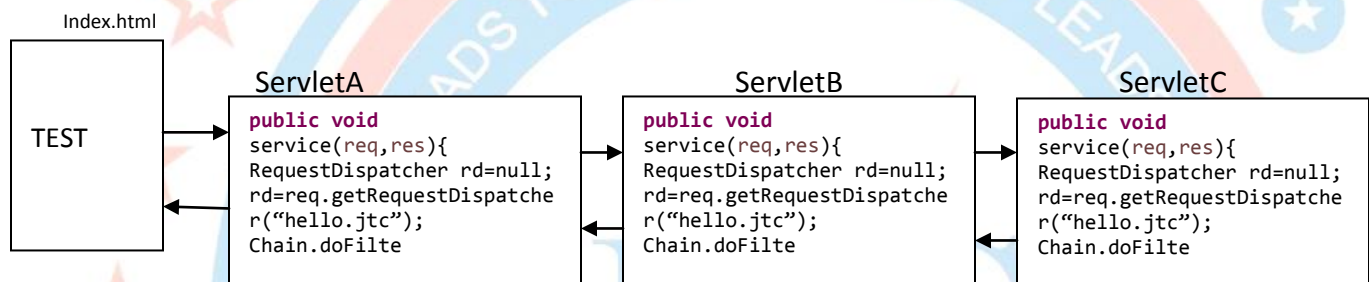 Index.html
TEST
ServletA
public void
service(req,res){
RequestDispatcher rd=null;
rd=req.getRequestDispatche
r(“hello.jtc”);
Chain.doFilte
ServletB
public void
service(req,res){
RequestDispatcher rd=null;
rd=req.getRequestDispatche
r(“hello.jtc”);
Chain.doFilte
ServletC
public void
service(req,res){
RequestDispatcher rd=null;
rd=req.getRequestDispatche
r(“hello.jtc”);
Chain.doFilte